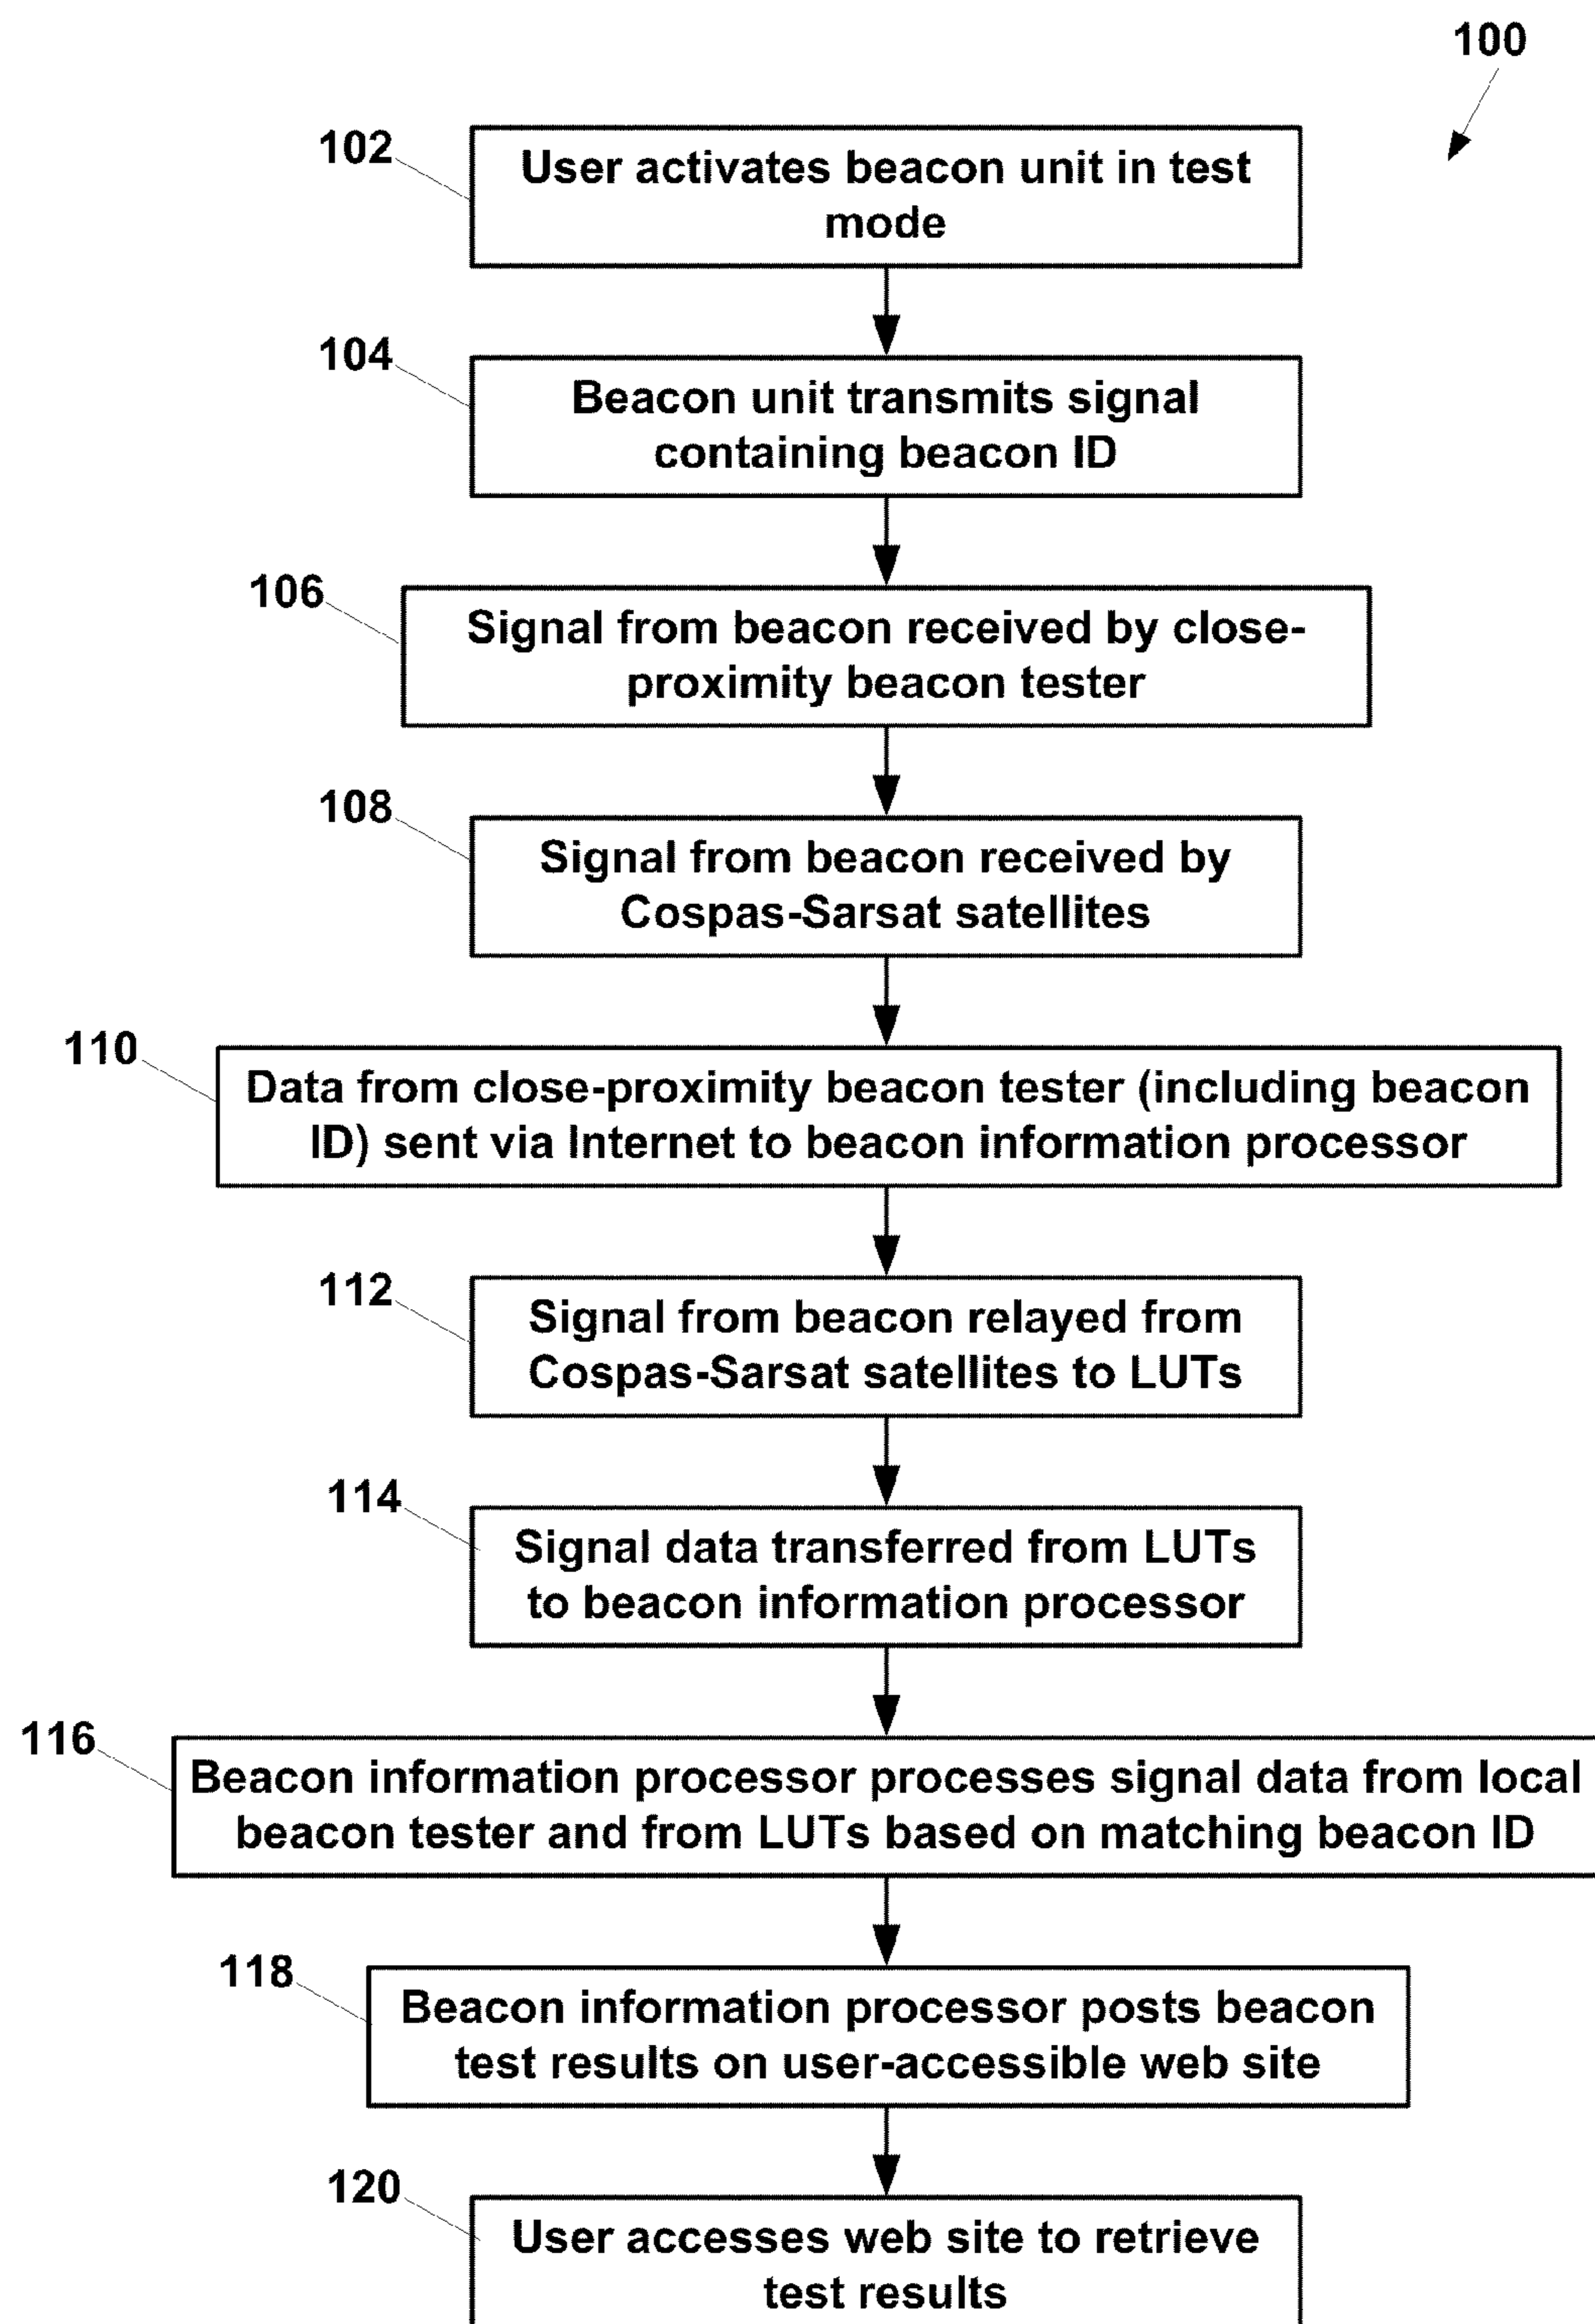 100
102
User activates beacon unit in test
mode
104
Beacon unit transmits signal
containing beacon ID
106
Signal from beacon received by close-
proximity beacon tester
108
Signal from beacon received by
Cospas-Sarsat satellites
110
Data from close-proximity beacon tester (including beacon
ID) sent via Internet to beacon information processor
112
Signal from beacon relayed from
Cospas-Sarsat satellites to LUTs
114
Signal data transferred from LUTs
to beacon information processor
116
Beacon information processor processes signal data from local
beacon tester and from LUTs based on matching beacon ID
118
Beacon information processor posts beacon
test results on user-accessible web site
120
User accesses web site to retrieve
test results